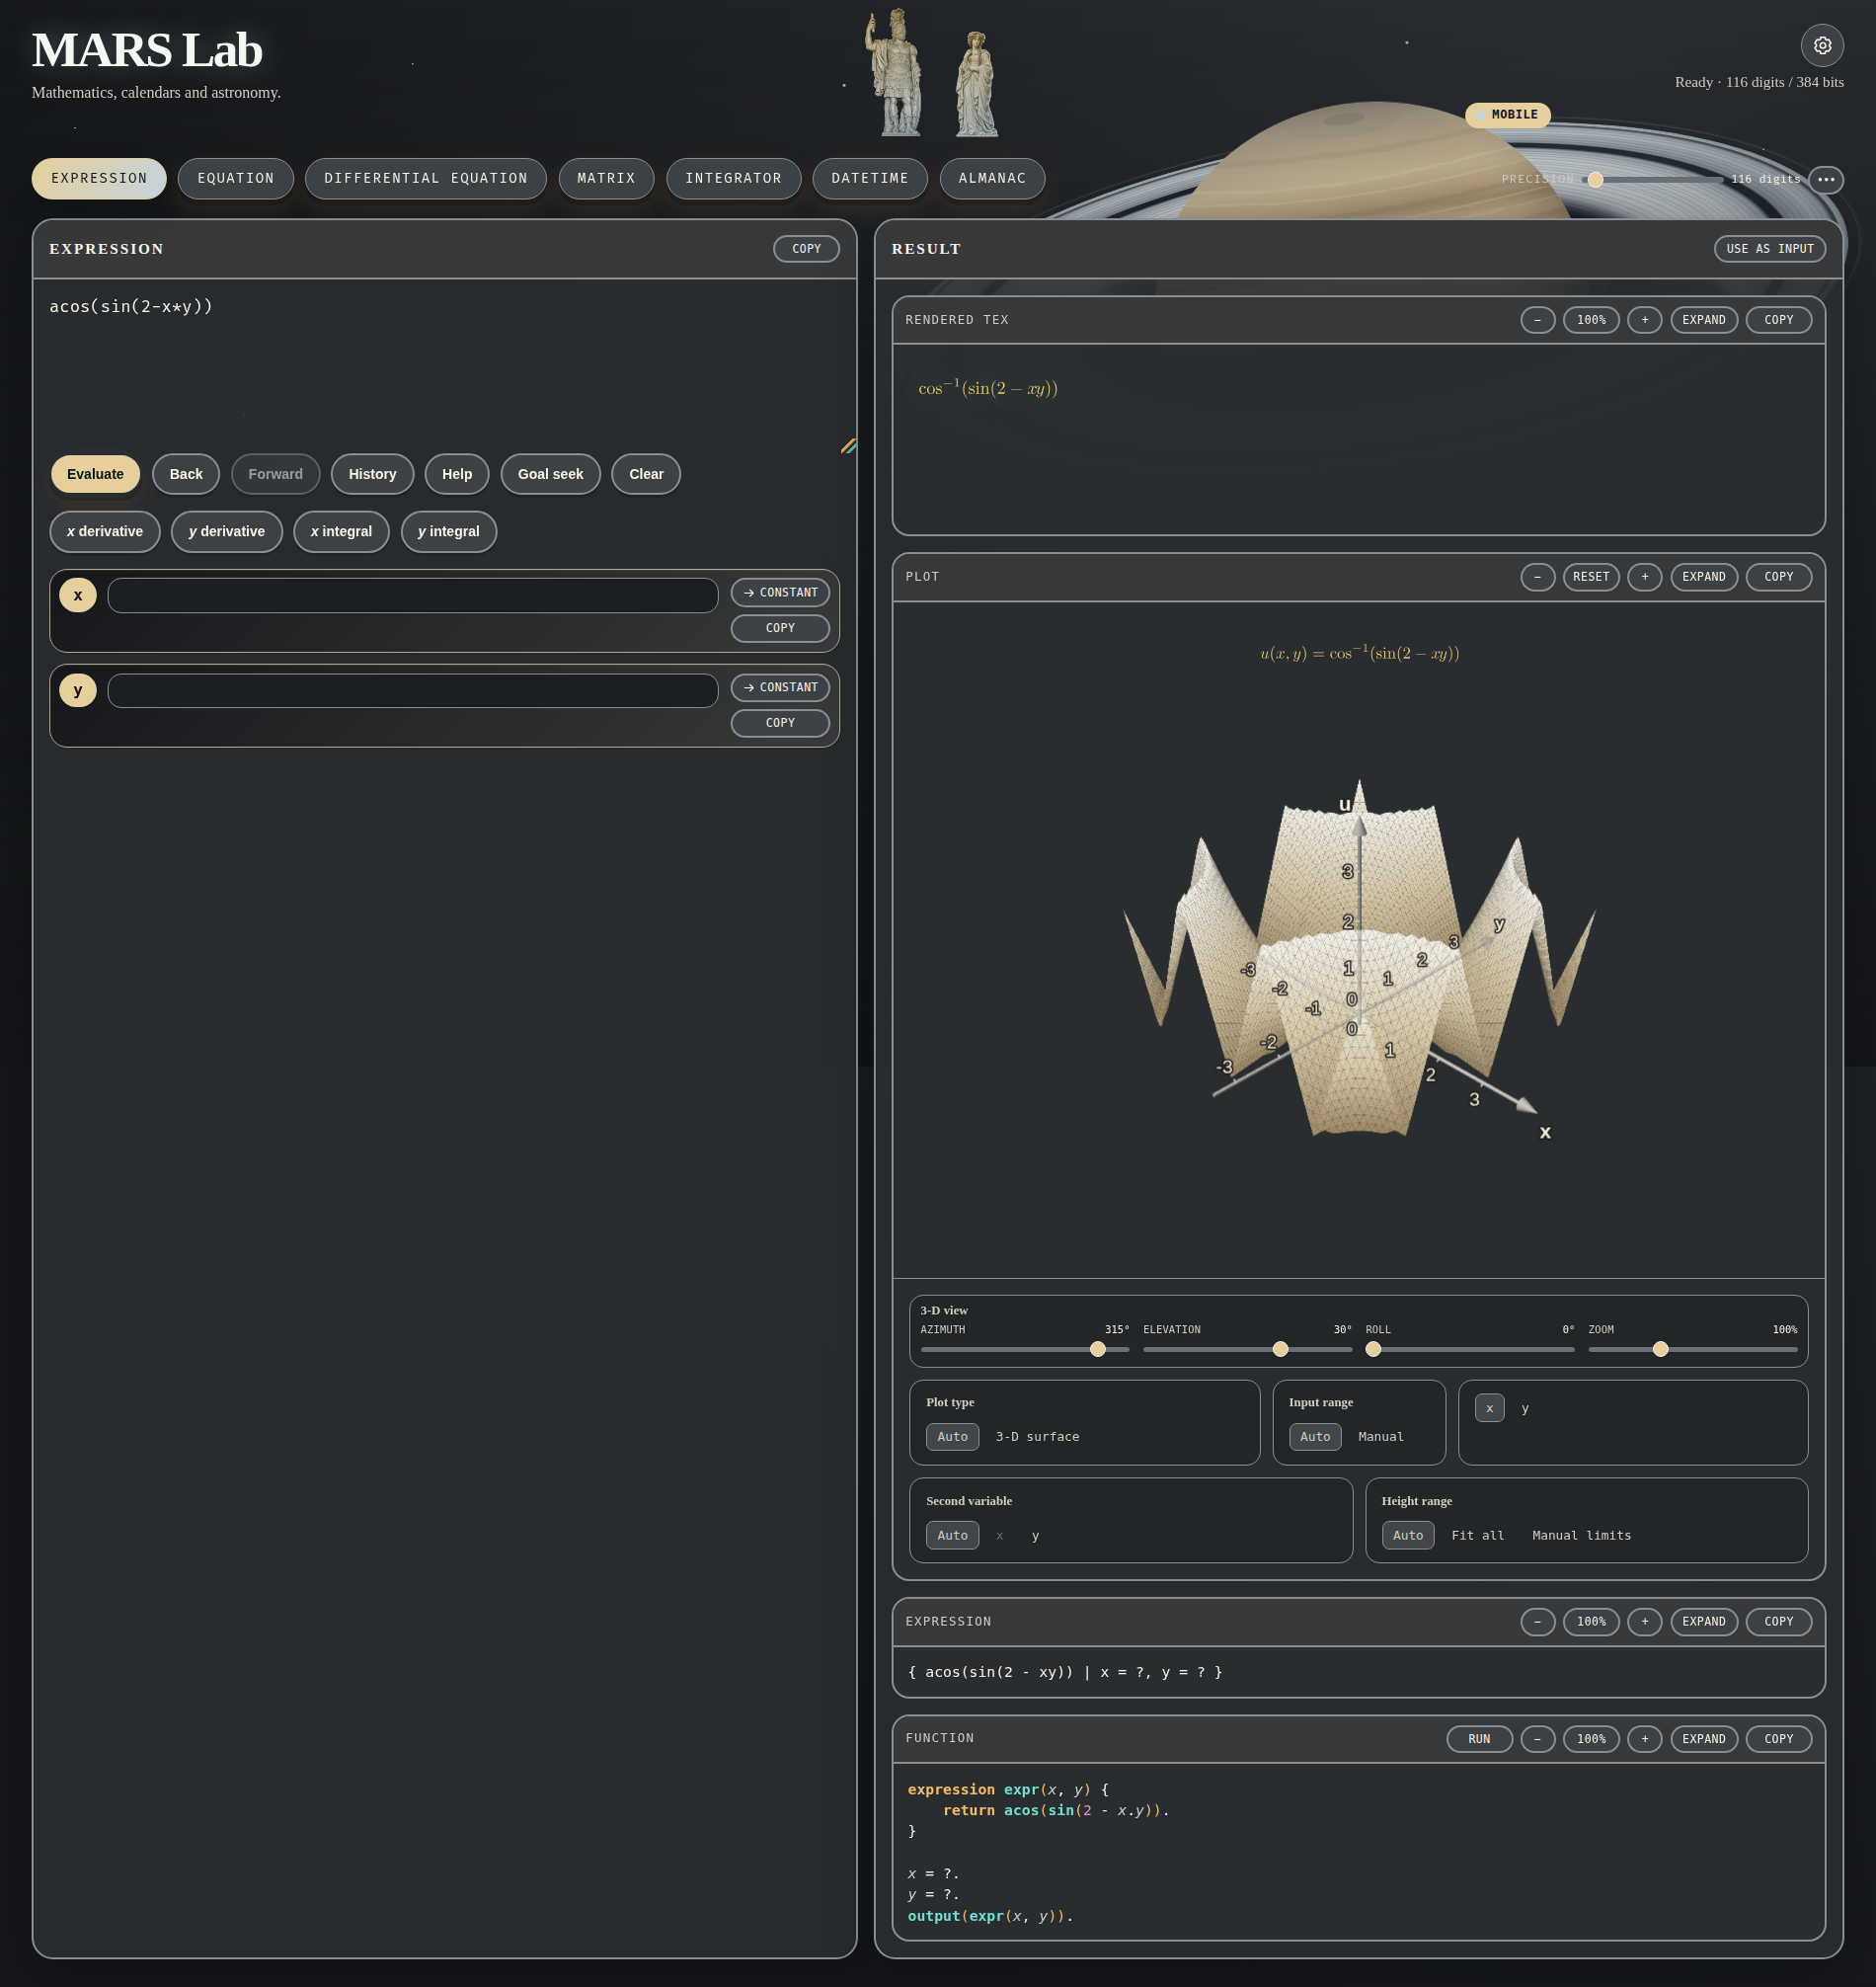 MARS Lab
Mathematics, calendars and astronomy.
Ready · 116 digits / 384 bits
MOBILE
EXPRESSION EQUATION DIFFERENTIAL EQUATION MATRIX INTEGRATOR DATETIME ALMANAC
PRECISION 116 digits
EXPRESSION COPY
acos(sin(2-x*y))
Evaluate Back Forward History Help Goal seek Clear
x derivative y derivative x integral y integral
x → CONSTANT
COPY
y → CONSTANT
COPY
RESULT USE AS INPUT
RENDERED TEX − 100% + EXPAND COPY
cos⁻¹(sin(2 − xy))
PLOT − RESET + EXPAND COPY
u(x, y) = cos⁻¹(sin(2 − xy))
u
3
2
y
3
-3 1 2
1
-2
-1 0
0
-2 1
-3 2
3
x
3-D view
AZIMUTH 315° ELEVATION 30° ROLL 0° ZOOM 100%
Plot type
Auto 3-D surface
Input range
Auto Manual
x y
Second variable
Auto x y
Height range
Auto Fit all Manual limits
EXPRESSION − 100% + EXPAND COPY
{ acos(sin(2 - xy)) | x = ?, y = ? }
FUNCTION RUN − 100% + EXPAND COPY
expression expr(x, y) {
    return acos(sin(2 - x.y)).
}
x = ?.
y = ?.
output(expr(x, y)).